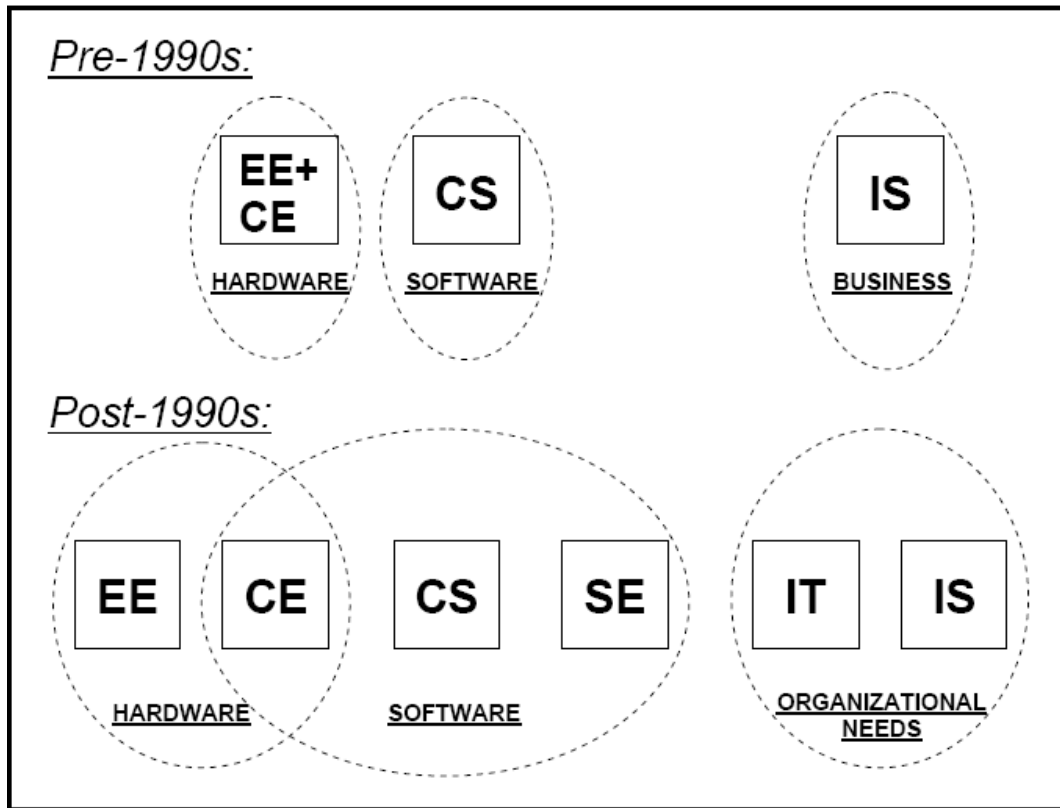 Pre-1990s:
EE+
CE
CS
IS
HARDWARE
SOFTWARE
BUSINESS
Post-1990s:
EE
CE
CS
SE
IT
IS
HARDWARE
SOFTWARE
ORGANIZATIONAL
NEEDS